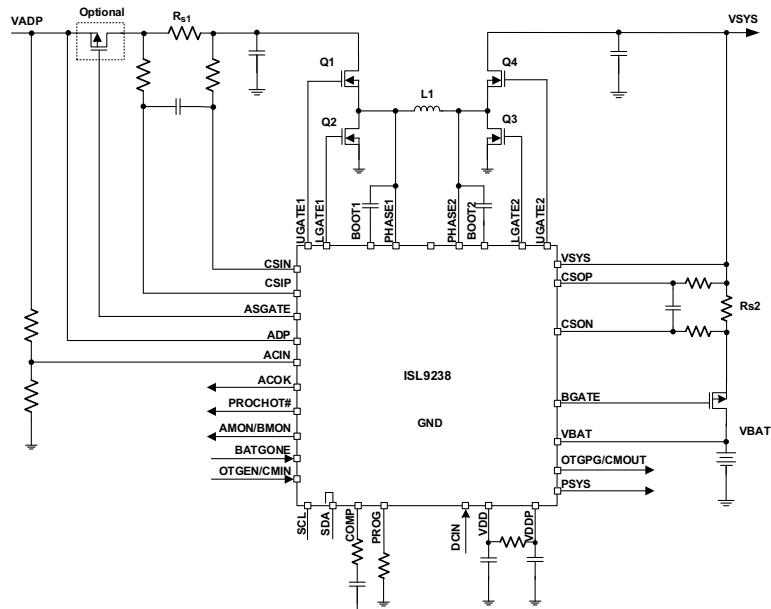 Optional
VADP
Rs1
VSYS
Q1
Q4
L1
Q2
Q3
UGATE1
LGATE1
BOOT1
PHASE1
PHASE2
BOOT2
LGATE2
UGATE2
CSIN
CSIP
ASGATE
ADP
ACIN
ACOK
PROCHOT#
AMON/BMON
BATGONE
OTGEN/CMIN
ISL9238
GND
VSYS
CSOP
Rs2
CSON
BGATE
VBAT
VBAT
OTGPG/CMOUT
PSYS
SCL
SDA
COMP
PROG
DCIN
VDD
VDDP